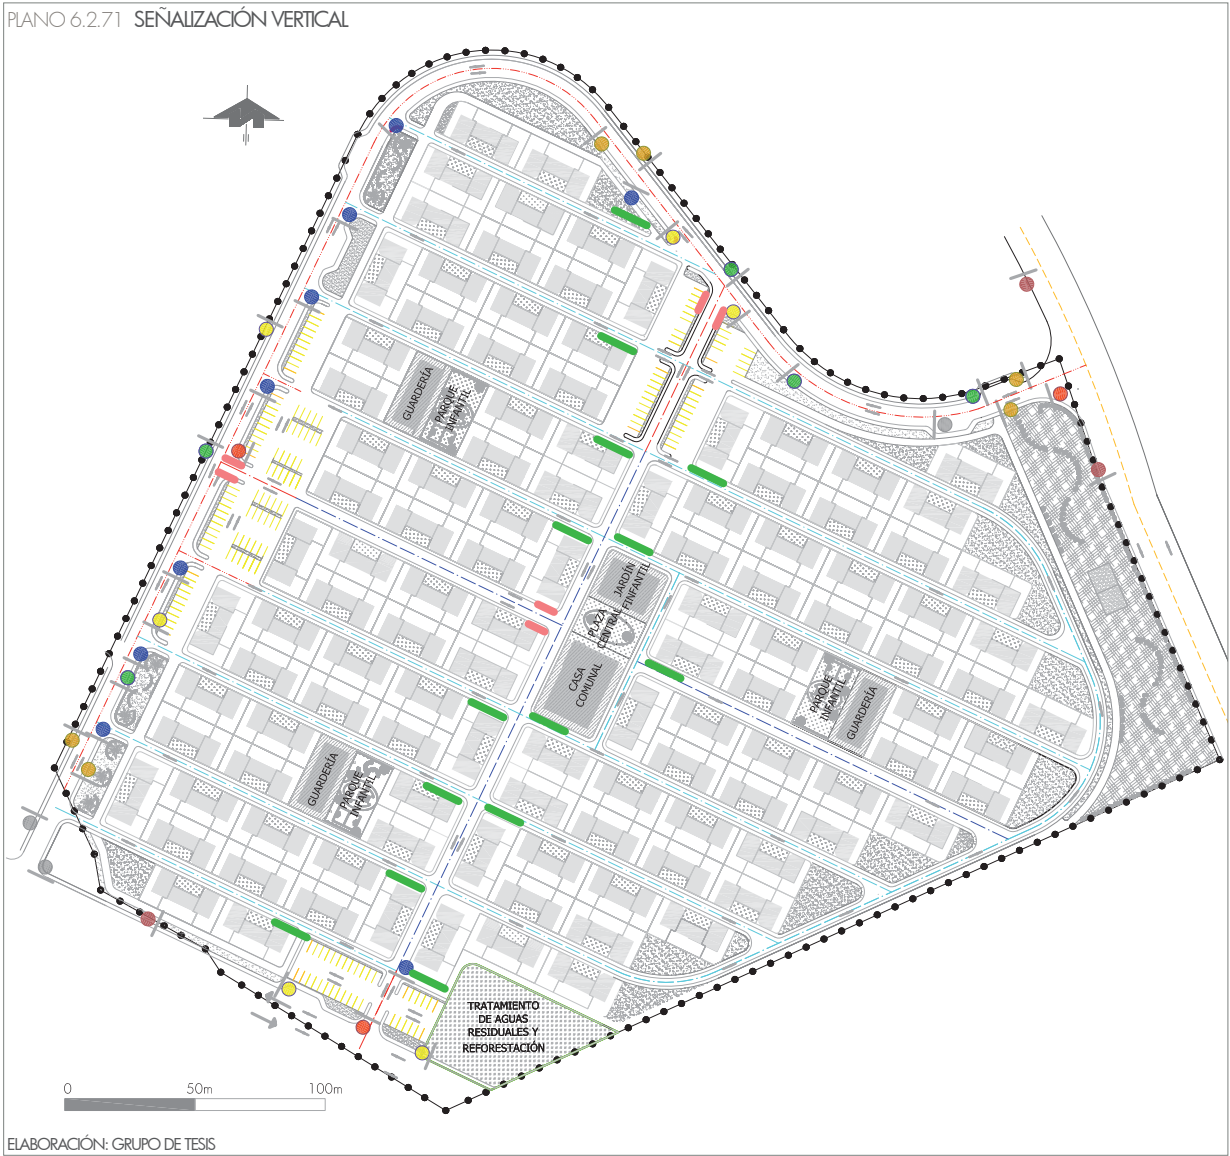 PLANO 6.2.71 SEÑALIZACIÓN VERTICAL
GUARDERÍA
PARQUE
INFANTIL
JARDÍN
INFANTIL
PLAZA
CENTRAL
CASA
COMUNAL
PARQUE
INFANTIL
GUARDERÍA
GUARDERÍA
PARQUE
INFANTIL
TRATAMIENTO
DE AGUAS
RESIDUALES Y
REFORESTACIÓN
0 50m 100m
ELABORACIÓN: GRUPO DE TESIS